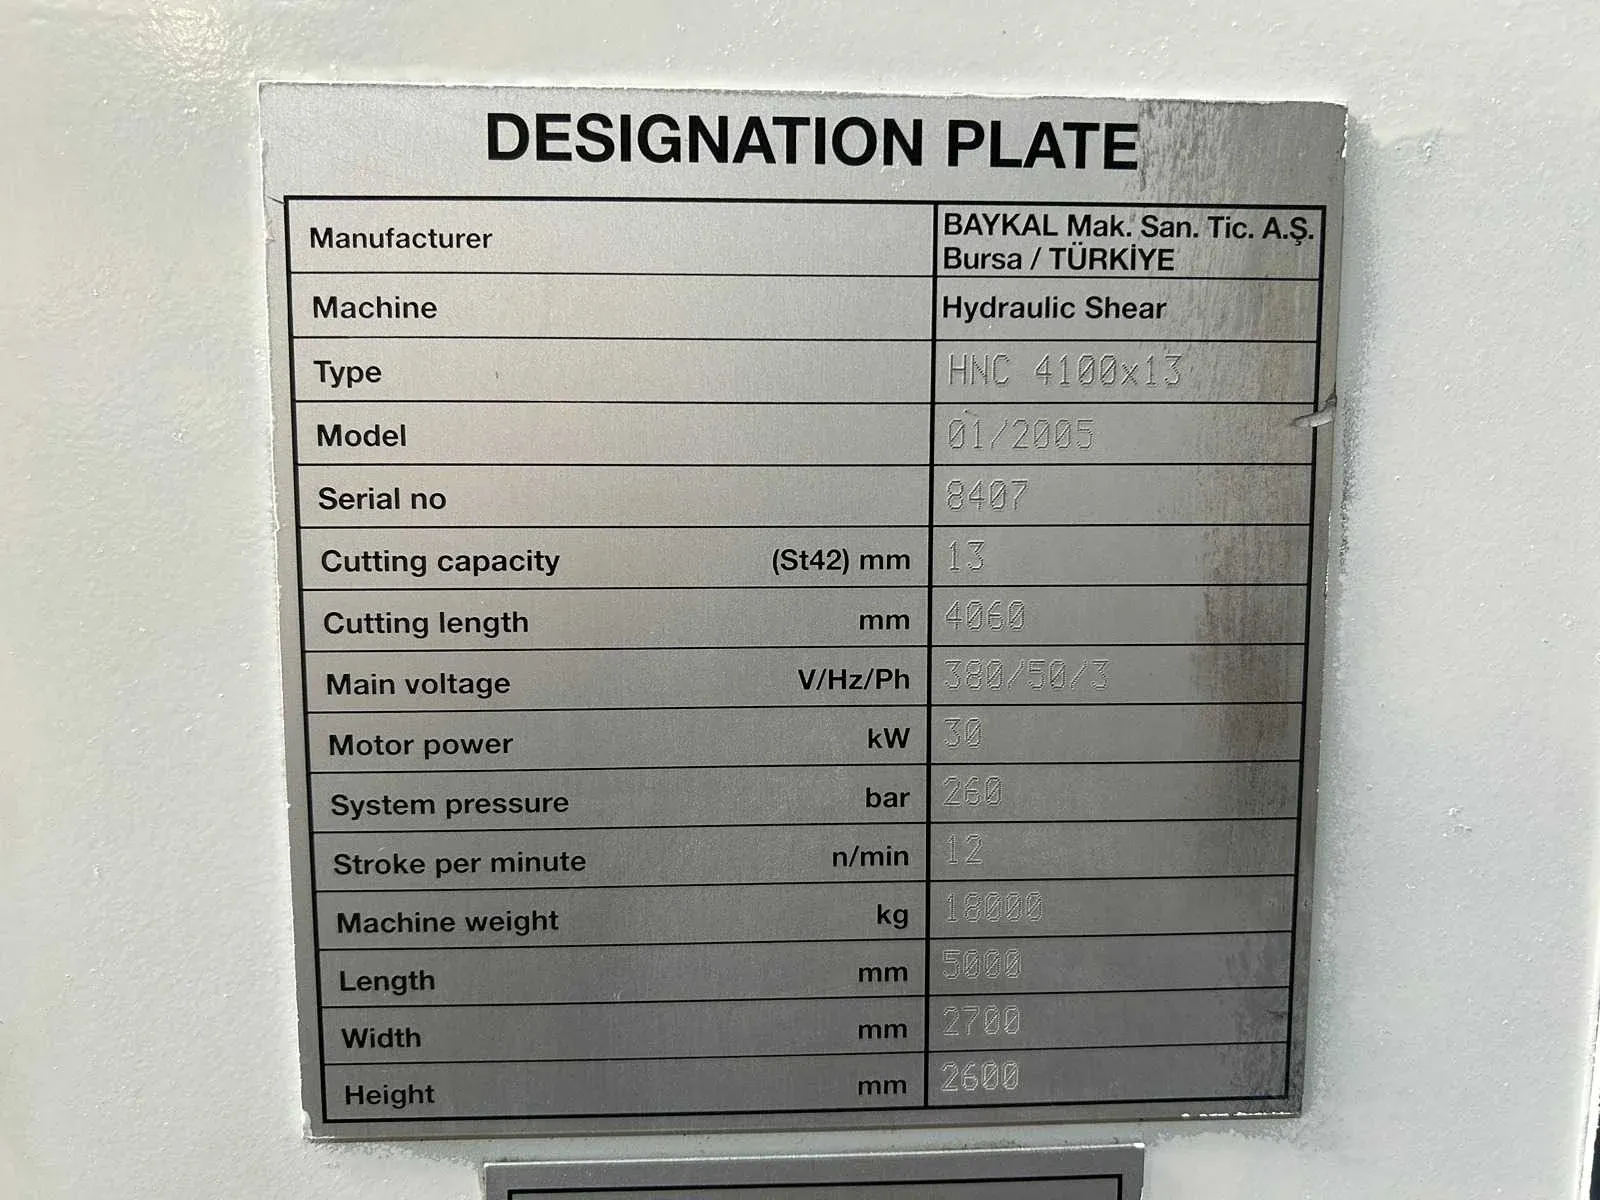 DESIGNATION PLATE
Manufacturer BAYKAL Mak. San. Tic. A.Ş.
Bursa / TÜRKİYE
Machine Hydraulic Shear
Type HNC 4100x13
Model 01/2005
Serial no 8407
Cutting capacity (St42) mm 13
Cutting length mm 4060
Main voltage V/Hz/Ph 380/50/3
Motor power kW 30
System pressure bar 260
Stroke per minute n/min 12
Machine weight kg 18000
Length mm 5000
Width mm 2700
Height mm 2600